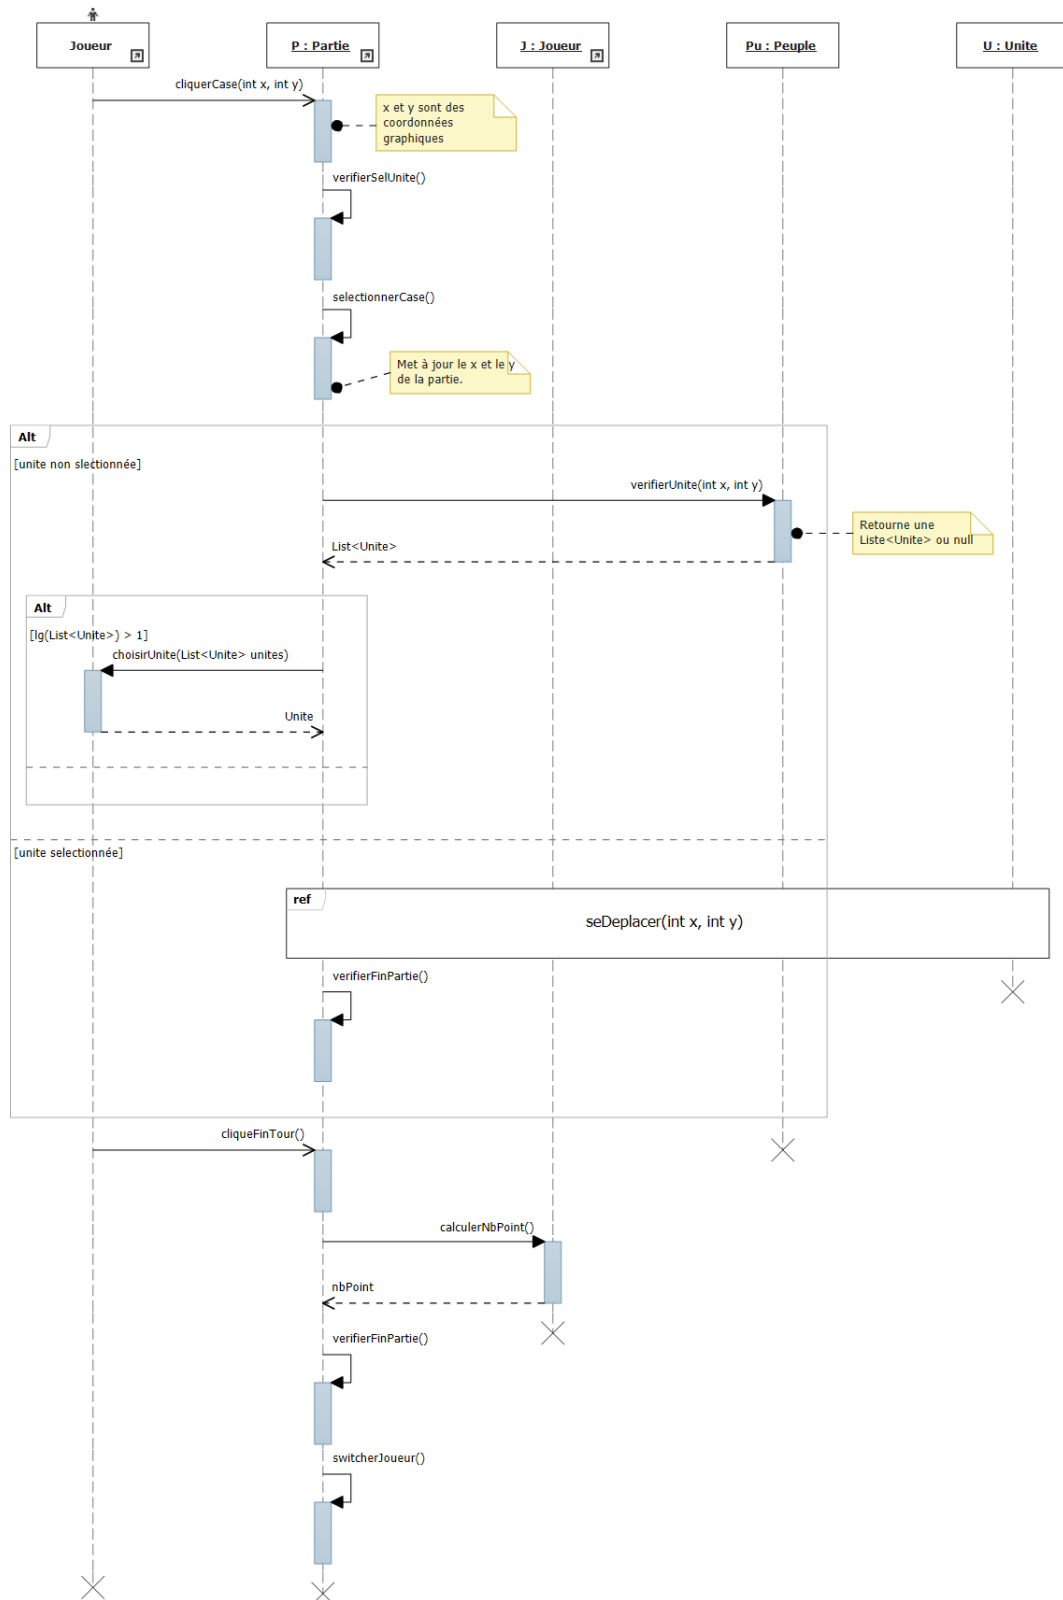 Joueur
P : Partie
J : Joueur
Pu : Peuple
U : Unite
cliquerCase(int x, int y)
x et y sont des
coordonnées
graphiques
verifierSelUnite()
selectionnerCase()
Met à jour le x et le y
de la partie.
Alt
[unite non slectionnée]
verifierUnite(int x, int y)
Retourne une
Liste<Unite> ou null
List<Unite>
Alt
[lg(List<Unite>) > 1]
choisirUnite(List<Unite> unites)
Unite
[unite selectionnée]
ref
seDeplacer(int x, int y)
verifierFinPartie()
cliqueFinTour()
calculerNbPoint()
nbPoint
verifierFinPartie()
switcherJoueur()